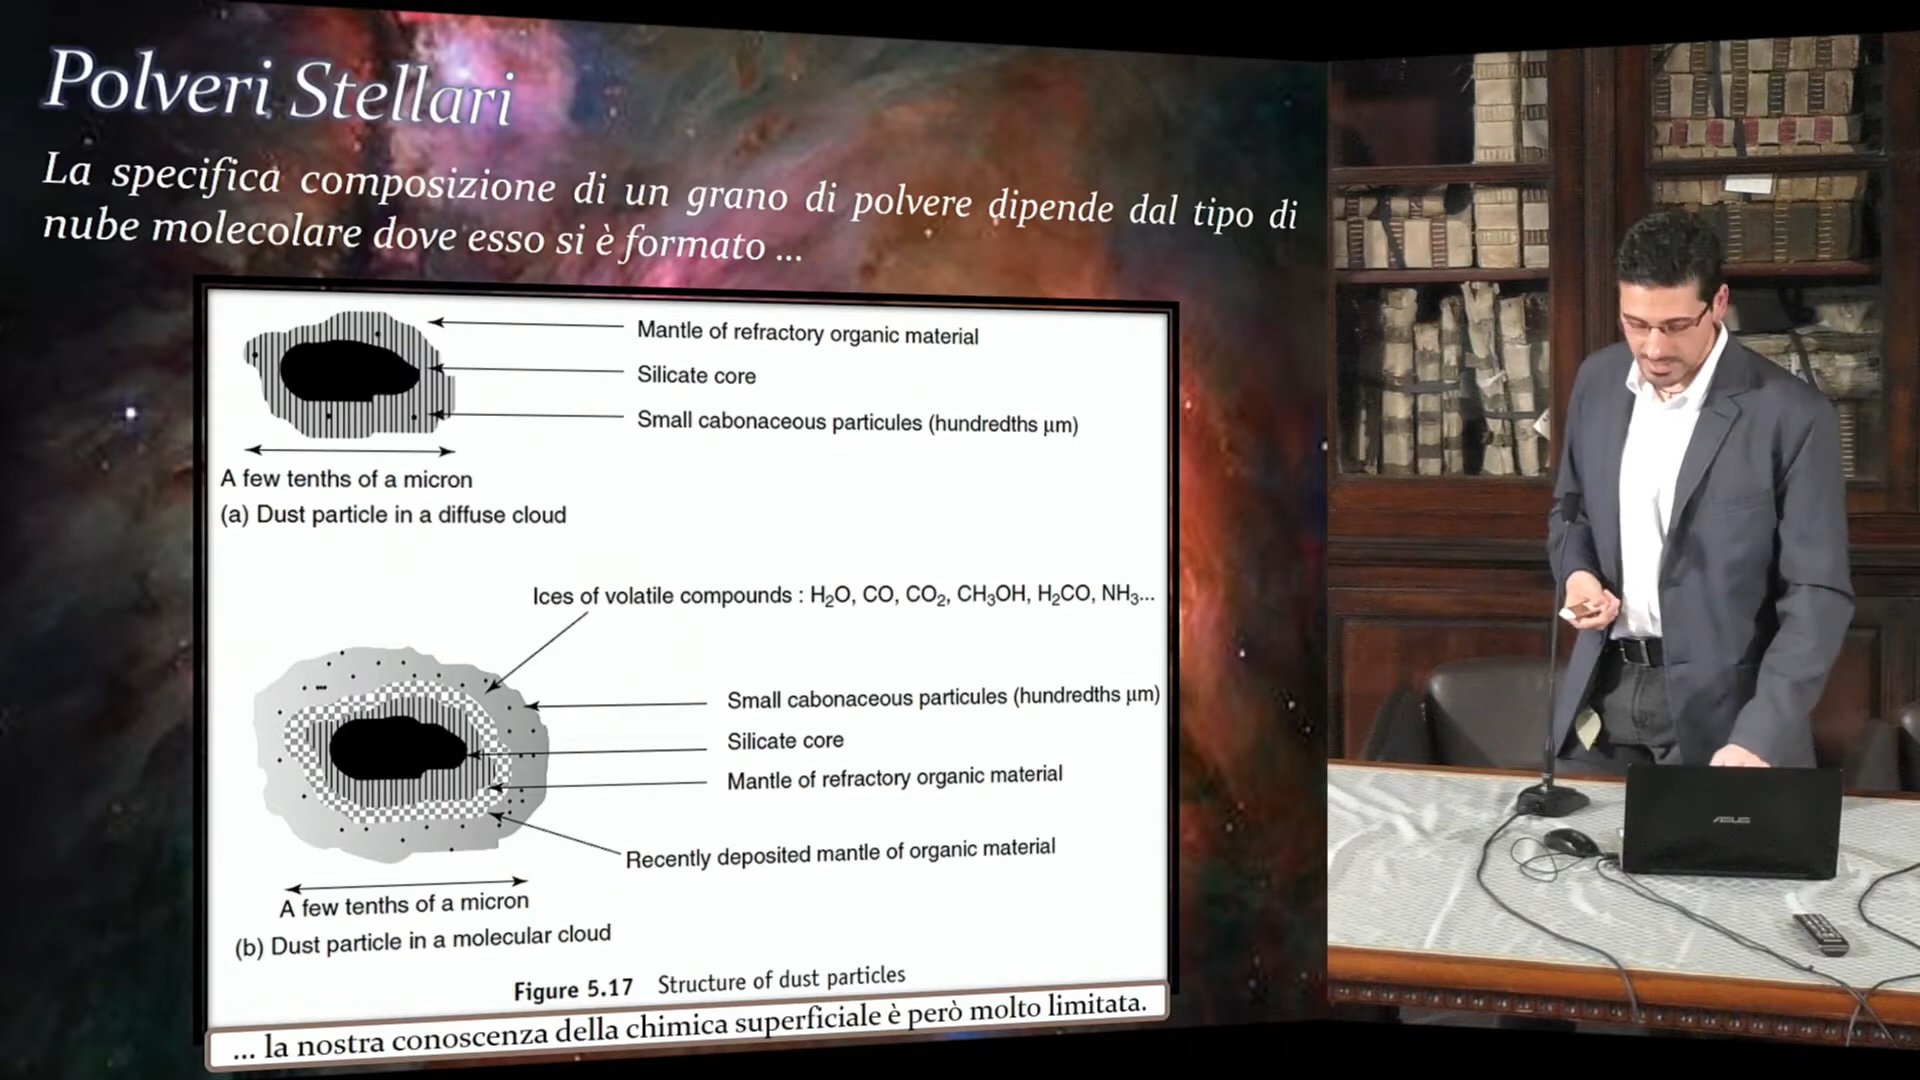 Polveri Stellari
La specifica composizione di un grano di polvere dipende dal tipo di
nube molecolare dove esso si è formato ...
Mantle of refractory organic material
Silicate core
Small cabonaceous particules (hundredths μm)
A few tenths of a micron
(a) Dust particle in a diffuse cloud
Ices of volatile compounds : H₂O, CO, CO₂, CH₃OH, H₂CO, NH₃...
Small cabonaceous particules (hundredths μm)
Silicate core
Mantle of refractory organic material
Recently deposited mantle of organic material
A few tenths of a micron
(b) Dust particle in a molecular cloud
Figure 5.17 Structure of dust particles
... la nostra conoscenza della chimica superficiale è però molto limitata.
ASUS